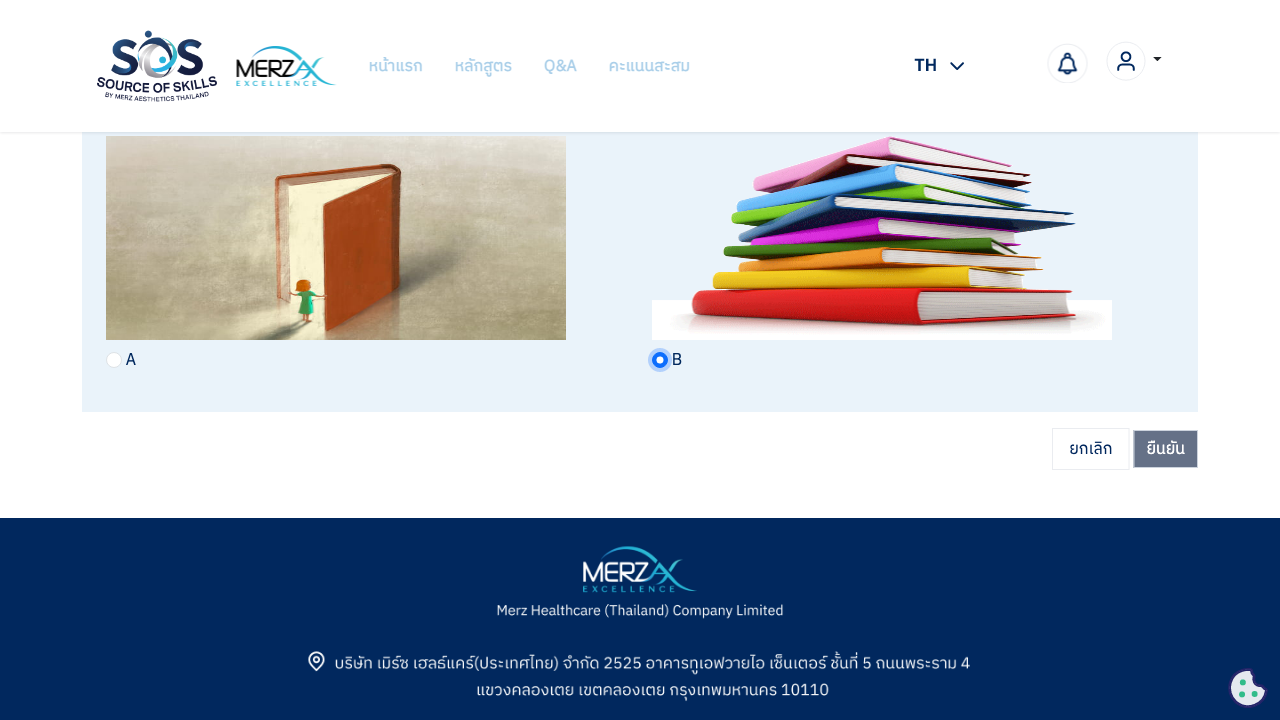 SOS
SOURCE OF SKILLS
BY MERZ AESTHETICS THAILAND
MERZ AX
EXCELLENCE
หน้าแรก
หลักสูตร
Q&A
คะแนนสะสม
TH
A
B
ยกเลิก
ยืนยัน
MERZ AX
EXCELLENCE
Merz Healthcare (Thailand) Company Limited
บริษัท เมิร์ซ เฮลธ์แคร์(ประเทศไทย) จำกัด 2525 อาคารทูเอฟวายไอ เซ็นเตอร์ ชั้นที่ 5 ถนนพระราม 4
แขวงคลองเตย เขตคลองเตย กรุงเทพมหานคร 10110